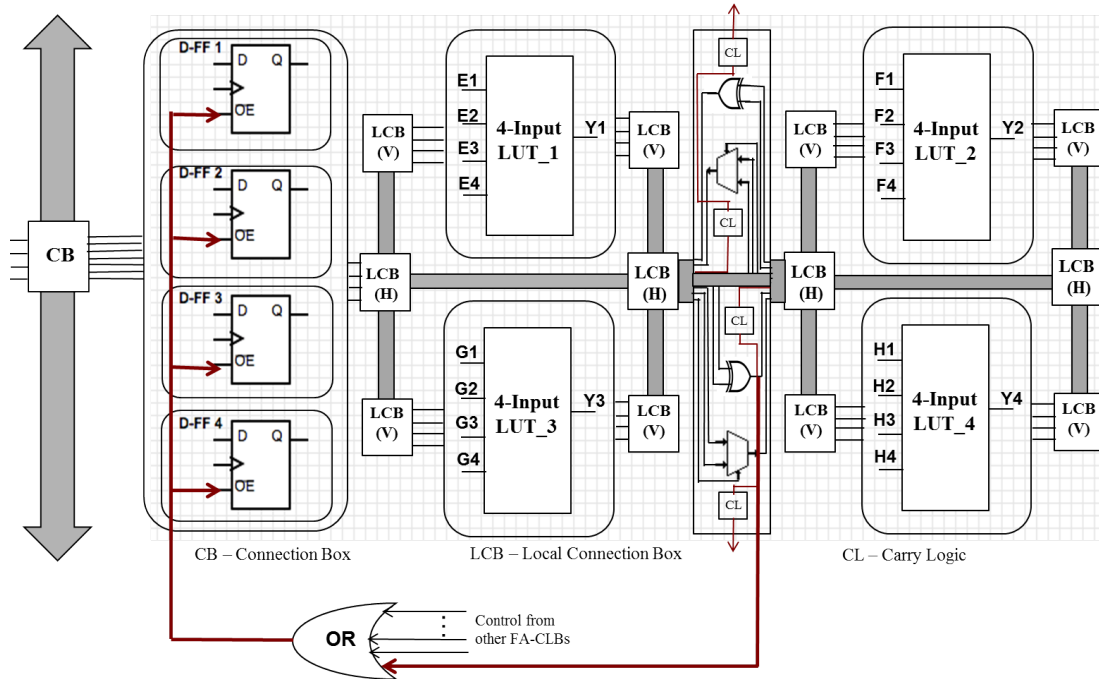 D-FF 1
D
Q
OE
D-FF 2
D
Q
OE
D-FF 3
D
Q
OE
D-FF 4
D
Q
OE
CB
LCB
(V)
LCB
(H)
LCB
(V)
E1
E2
E3
E4
4-Input
LUT_1
Y1
G1
G2
G3
G4
4-Input
LUT_3
Y3
LCB
(V)
LCB
(H)
LCB
(V)
CL
CL
CL
CL
LCB
(V)
LCB
(H)
LCB
(V)
F1
F2
F3
F4
4-Input
LUT_2
Y2
H1
H2
H3
H4
4-Input
LUT_4
Y4
LCB
(V)
LCB
(H)
LCB
(V)
CB – Connection Box
LCB – Local Connection Box
CL – Carry Logic
OR
Control from
other FA-CLBs